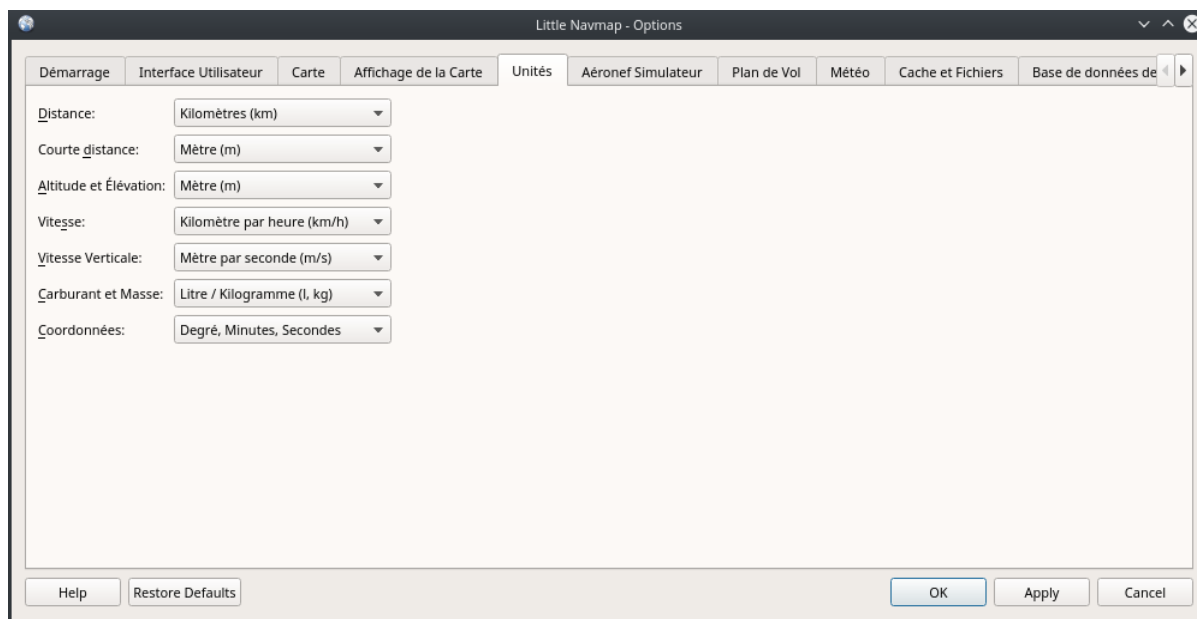 Little Navmap - Options
Démarrage Interface Utilisateur Carte Affichage de la Carte Unités Aéronef Simulateur Plan de Vol Météo Cache et Fichiers Base de données de
Distance: Kilomètres (km)
Courte distance: Mètre (m)
Altitude et Élévation: Mètre (m)
Vitesse: Kilomètre par heure (km/h)
Vitesse Verticale: Mètre par seconde (m/s)
Carburant et Masse: Litre / Kilogramme (l, kg)
Coordonnées: Degré, Minutes, Secondes
Help Restore Defaults OK Apply Cancel